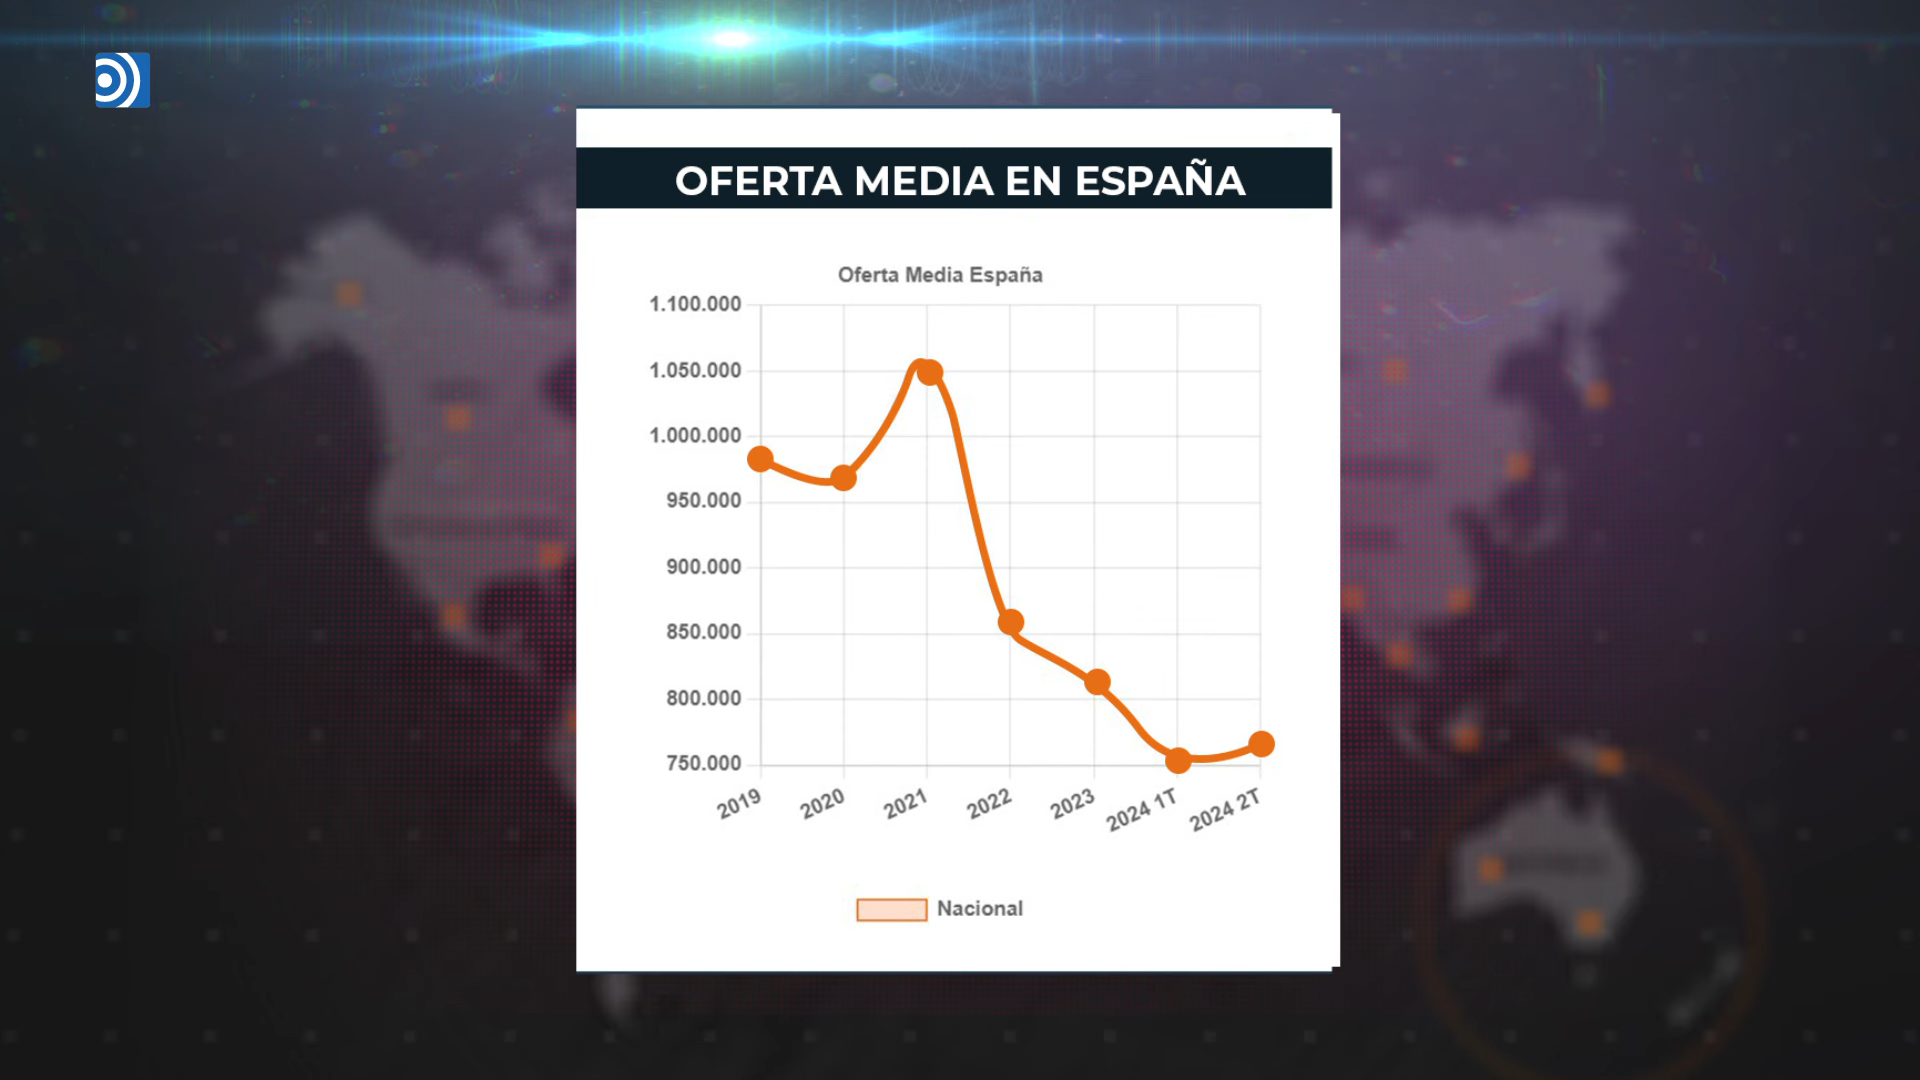 OFERTA MEDIA EN ESPAÑA
Oferta Media España
1.100.000
1.050.000
1.000.000
950.000
900.000
850.000
800.000
750.000
2019 2020 2021 2022 2023 2024 1T 2024 2T
Nacional